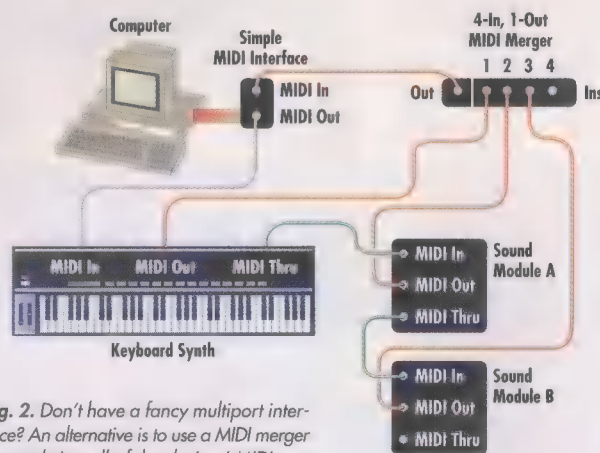 Computer
Simple
MIDI Interface
MIDI In
MIDI Out
4-In, 1-Out
MIDI Merger
1 2 3 4
Out
Ins
MIDI In MIDI Out MIDI Thru
Keyboard Synth
MIDI In
MIDI Out
MIDI Thru
Sound
Module A
MIDI In
MIDI Out
MIDI Thru
Sound
Module B
g. 2. Don't have a fancy multiport inter-
ce? An alternative is to use a MIDI merger